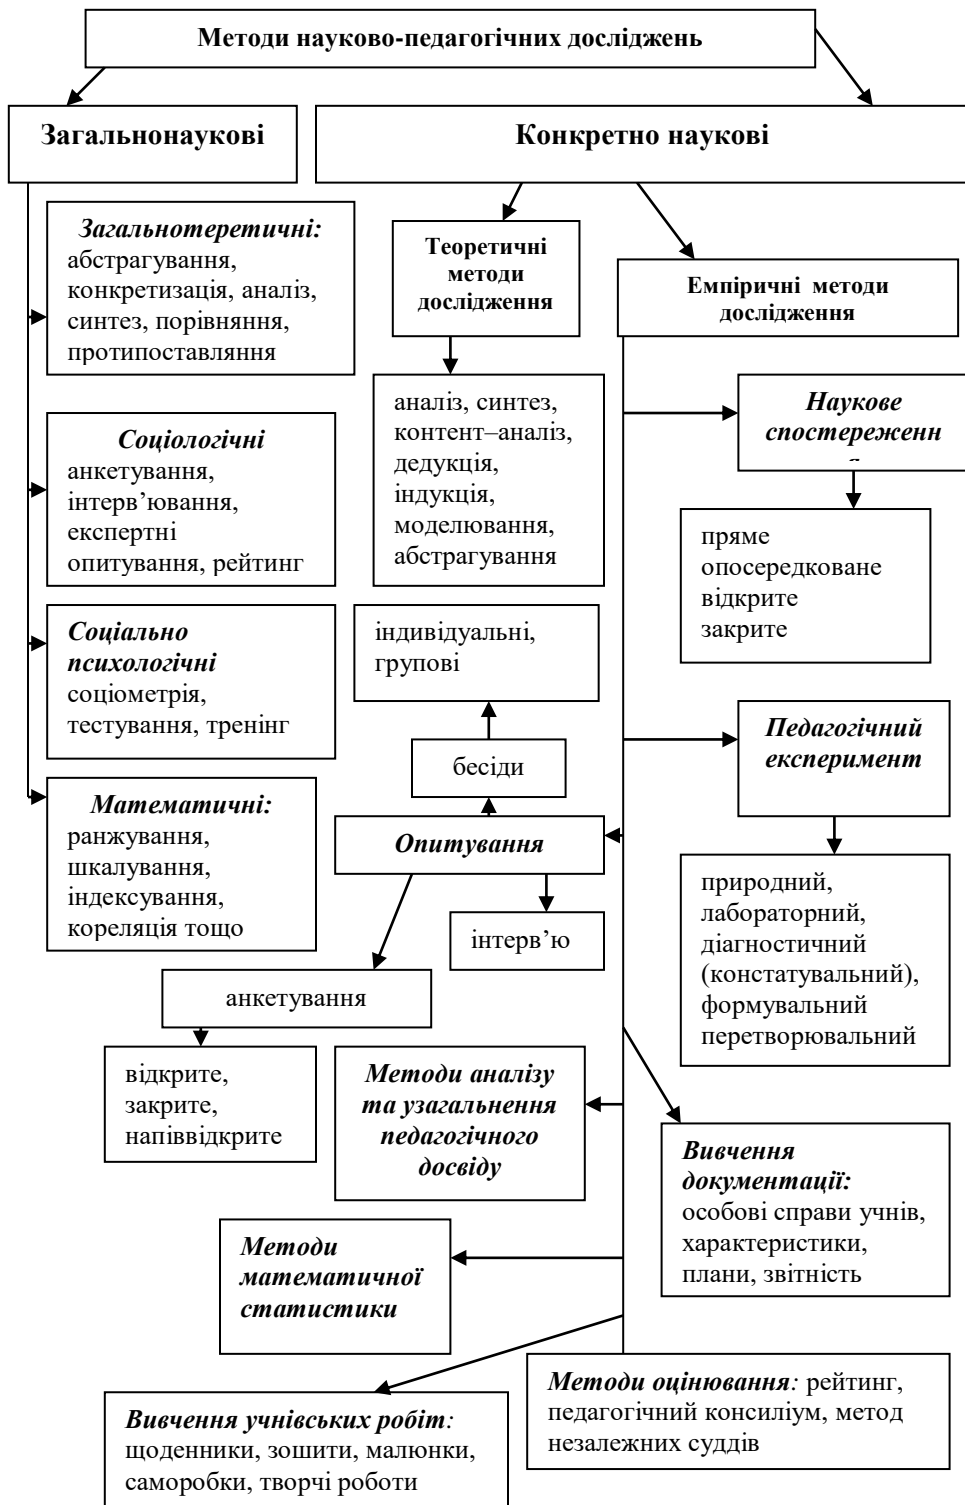 Методи науково-педагогічних досліджень
Загальнонаукові
Конкретно наукові
Загальнотеретичні:
абстрагування,
конкретизація, аналіз,
синтез, порівняння,
протипоставляння
Теоретичні
методи
дослідження
Емпіричні методи
дослідження
Соціологічні
анкетування,
інтерв’ювання,
експертні
опитування, рейтинг
аналіз, синтез,
контент–аналіз,
дедукція,
індукція,
моделювання,
абстрагування
Наукове
спостереженн
я
пряме
опосередковане
відкрите
закрите
Соціально
психологічні
соціометрія,
тестування, тренінг
індивідуальні,
групові
бесіди
Педагогічний
експеримент
Математичні:
ранжування,
шкалування,
індексування,
кореляція тощо
Опитування
інтерв’ю
природний,
лабораторний,
діагностичний
(констатувальний),
формувальний
перетворювальний
анкетування
відкрите,
закрите,
напіввідкрите
Методи аналізу
та узагальнення
педагогічного
досвіду
Вивчення
документації:
особові справи учнів,
характеристики,
плани, звітність
Методи
математичної
статистики
Методи оцінювання: рейтинг,
педагогічний консиліум, метод
незалежних суддів
Вивчення учнівських робіт:
щоденники, зошити, малюнки,
саморобки, творчі роботи